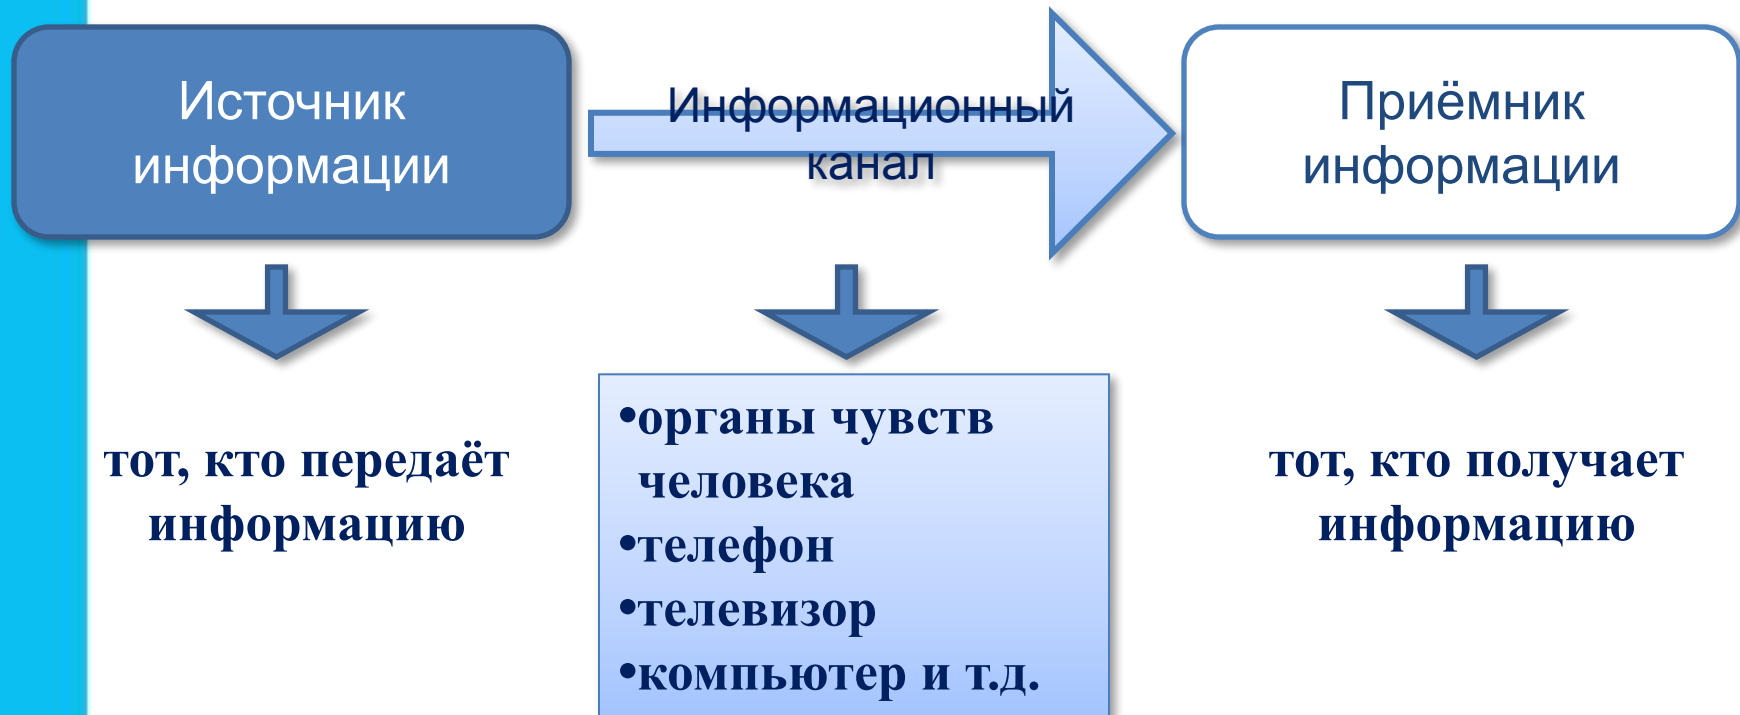 Источник
информации
Информационный
канал
Приёмник
информации
тот, кто передаёт
информацию
•органы чувств
человека
•телефон
•телевизор
•компьютер и т.д.
тот, кто получает
информацию